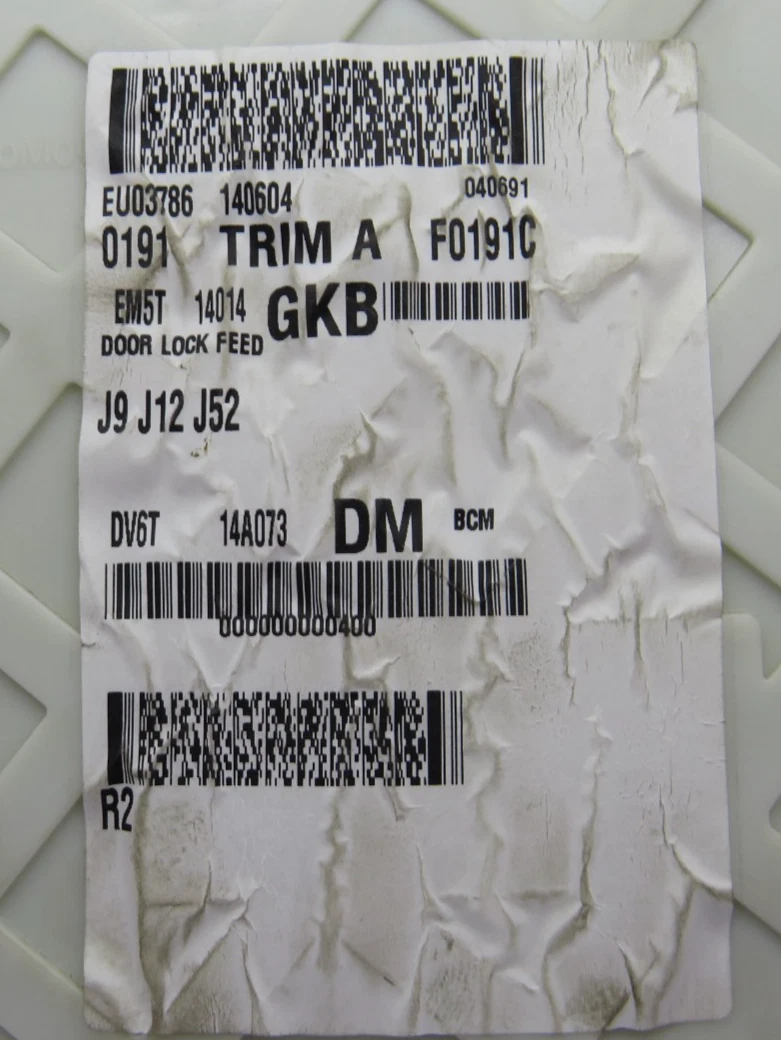 EU03786 140604 040691
0191 TRIM A F0191C
EM5T 14014 GKB
DOOR LOCK FEED
J9 J12 J52
DV6T 14A073 DM BCM
000000000400
R2